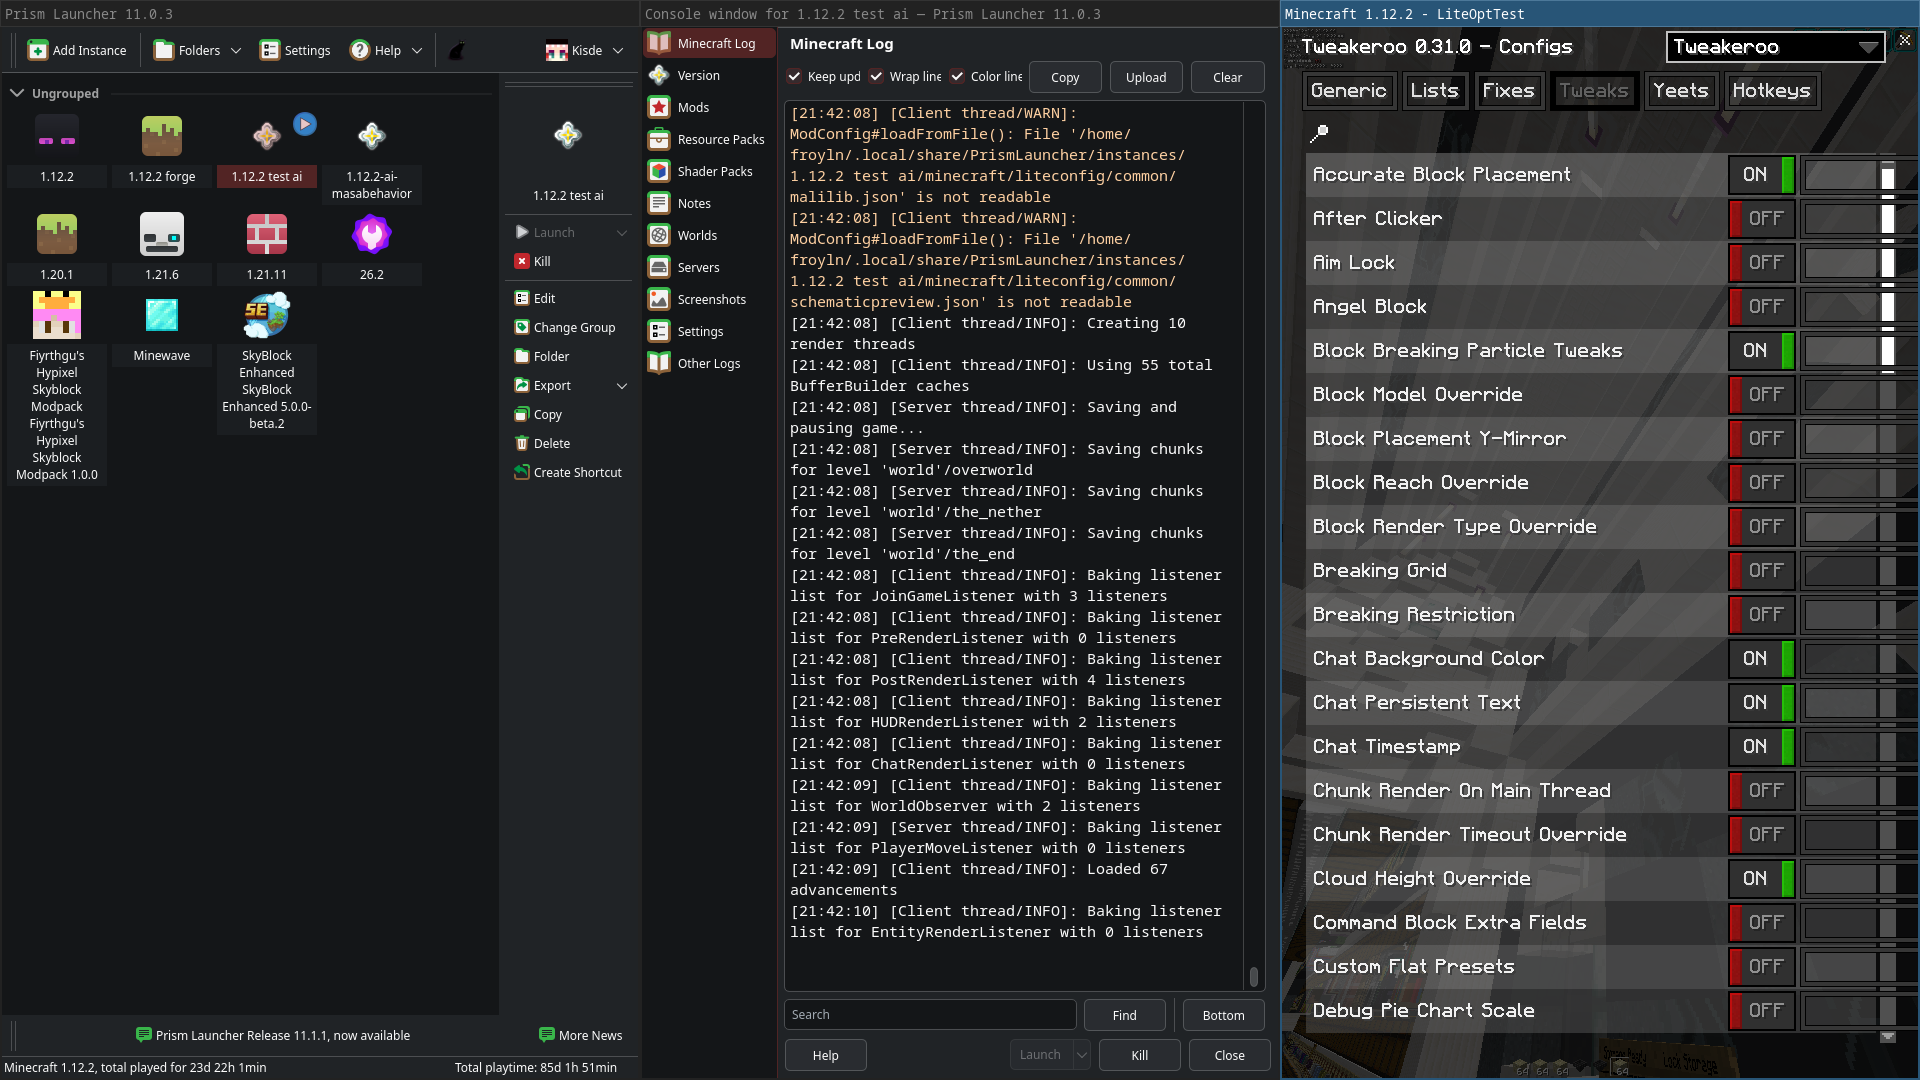 Prism Launcher 11.0.3
Add Instance
Folders
Settings
Help
Kisde
Ungrouped
1.12.2
1.12.2 forge
1.12.2 test ai
1.12.2-ai-
masabehavior
1.20.1
1.21.6
1.21.11
26.2
Fiyrthgu's
Hypixel
Skyblock
Modpack
Fiyrthgu's
Hypixel
Skyblock
Modpack 1.0.0
Minewave
SE
SkyBlock
Enhanced
SkyBlock
Enhanced 5.0.0-
beta.2
1.12.2 test ai
Launch
Kill
Edit
Change Group
Folder
Export
Copy
Delete
Create Shortcut
Prism Launcher Release 11.1.1, now available
More News
Minecraft 1.12.2, total played for 23d 22h 1min
Total playtime: 85d 1h 51min
Console window for 1.12.2 test ai — Prism Launcher 11.0.3
Minecraft Log
Version
Mods
Resource Packs
Shader Packs
Notes
Worlds
Servers
Screenshots
Settings
Other Logs
Minecraft Log
Keep upd
Wrap line
Color line
Copy
Upload
Clear
[21:42:08] [Client thread/WARN]:
ModConfig#loadFromFile(): File '/home/
froyln/.local/share/PrismLauncher/instances/
1.12.2 test ai/minecraft/liteconfig/common/
malilib.json' is not readable
[21:42:08] [Client thread/WARN]:
ModConfig#loadFromFile(): File '/home/
froyln/.local/share/PrismLauncher/instances/
1.12.2 test ai/minecraft/liteconfig/common/
schematicpreview.json' is not readable
[21:42:08] [Client thread/INFO]: Creating 10
render threads
[21:42:08] [Client thread/INFO]: Using 55 total
BufferBuilder caches
[21:42:08] [Server thread/INFO]: Saving and
pausing game...
[21:42:08] [Server thread/INFO]: Saving chunks
for level 'world'/overworld
[21:42:08] [Server thread/INFO]: Saving chunks
for level 'world'/the_nether
[21:42:08] [Server thread/INFO]: Saving chunks
for level 'world'/the_end
[21:42:08] [Client thread/INFO]: Baking listener
list for JoinGameListener with 3 listeners
[21:42:08] [Client thread/INFO]: Baking listener
list for PreRenderListener with 0 listeners
[21:42:08] [Client thread/INFO]: Baking listener
list for PostRenderListener with 4 listeners
[21:42:08] [Client thread/INFO]: Baking listener
list for HUDRenderListener with 2 listeners
[21:42:08] [Client thread/INFO]: Baking listener
list for ChatRenderListener with 0 listeners
[21:42:09] [Client thread/INFO]: Baking listener
list for WorldObserver with 2 listeners
[21:42:09] [Server thread/INFO]: Baking listener
list for PlayerMoveListener with 0 listeners
[21:42:09] [Client thread/INFO]: Loaded 67
advancements
[21:42:10] [Client thread/INFO]: Baking listener
list for EntityRenderListener with 0 listeners
Search
Find
Bottom
Help
Launch
Kill
Close
Minecraft 1.12.2 - LiteOptTest
Tweakeroo 0.31.0 - Configs
Tweakeroo
Generic
Lists
Fixes
Tweaks
Yeets
Hotkeys
Accurate Block Placement ON
After Clicker OFF
Aim Lock OFF
Angel Block OFF
Block Breaking Particle Tweaks ON
Block Model Override OFF
Block Placement Y-Mirror OFF
Block Reach Override OFF
Block Render Type Override OFF
Breaking Grid OFF
Breaking Restriction OFF
Chat Background Color ON
Chat Persistent Text ON
Chat Timestamp ON
Chunk Render On Main Thread OFF
Chunk Render Timeout Override OFF
Cloud Height Override ON
Command Block Extra Fields OFF
Custom Flat Presets OFF
Debug Pie Chart Scale OFF
64 64 64 64
Storage